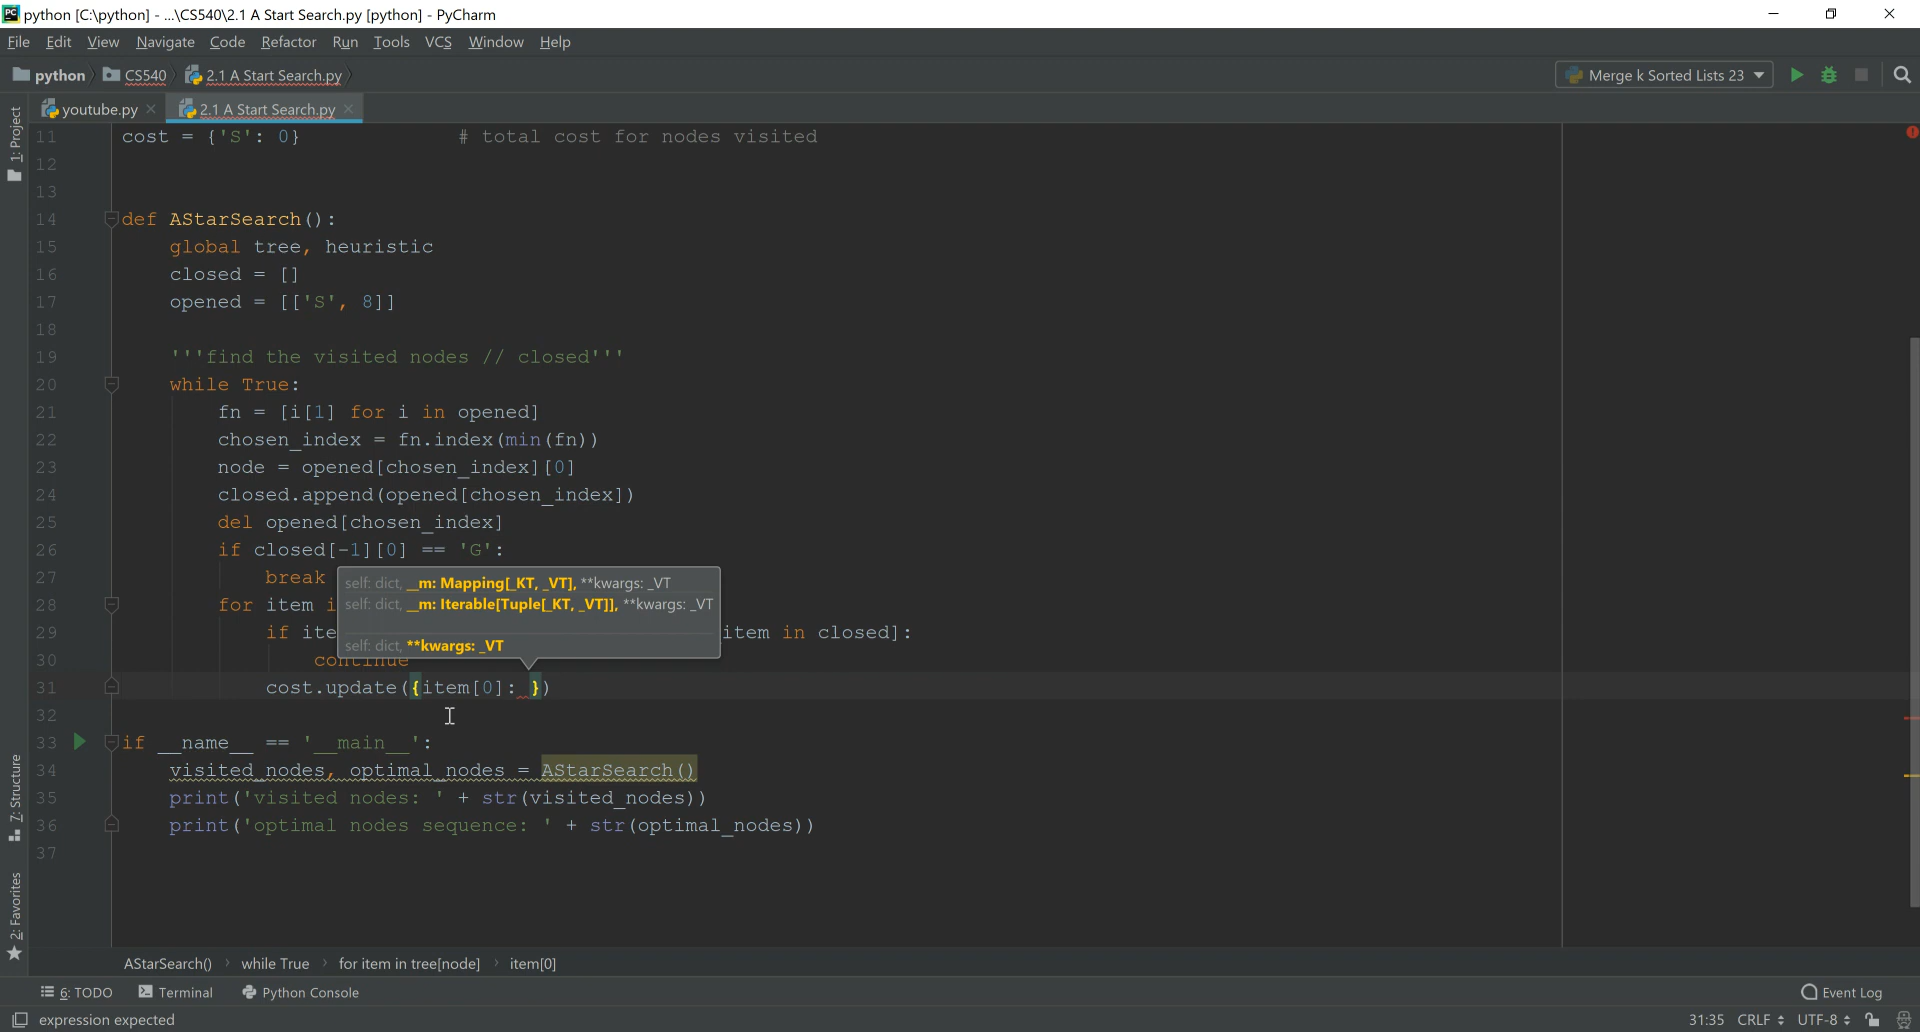 python [C:\python] - ...\CS540\2.1 A Start Search.py [python] - PyCharm
File Edit View Navigate Code Refactor Run Tools VCS Window Help
python CS540 2.1 A Start Search.py Merge k Sorted Lists 23
youtube.py 2.1 A Start Search.py
1: Project
7: Structure
2: Favorites
11 cost = {'S': 0} # total cost for nodes visited
12
13
14 def AStarSearch():
15 global tree, heuristic
16 closed = []
17 opened = [['S', 8]]
18
19 '''find the visited nodes // closed'''
20 while True:
21 fn = [i[1] for i in opened]
22 chosen_index = fn.index(min(fn))
23 node = opened[chosen_index][0]
24 closed.append(opened[chosen_index])
25 del opened[chosen_index]
26 if closed[-1][0] == 'G':
27 break
self: dict, __m: Mapping[_KT, _VT], **kwargs: _VT
28 for item i
self: dict, __m: Iterable[Tuple[_KT, _VT]], **kwargs: _VT
29 if ite item in closed]:
self: dict, **kwargs: _VT
30 continue
31 cost.update({item[0]: })
32
33 if __name__ == '__main__':
34 visited_nodes, optimal_nodes = AStarSearch()
35 print('visited nodes: ' + str(visited_nodes))
36 print('optimal nodes sequence: ' + str(optimal_nodes))
37
AStarSearch() while True for item in tree[node] item[0]
6: TODO Terminal Python Console Event Log
expression expected 31:35 CRLF UTF-8